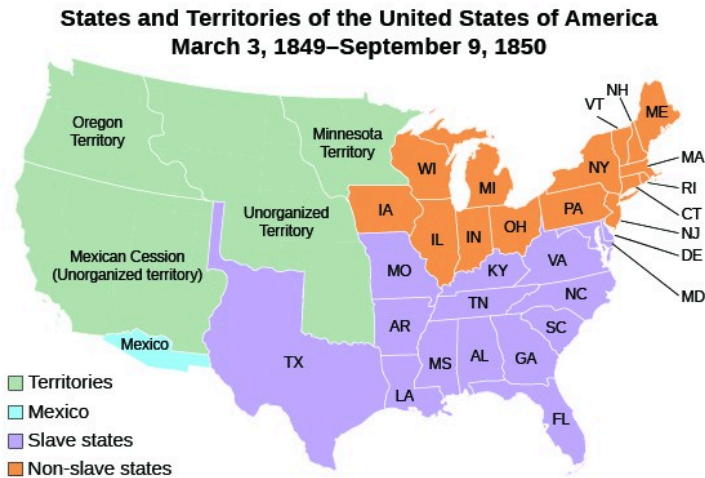 States and Territories of the United States of America
March 3, 1849–September 9, 1850
NH
VT
ME
Oregon
Territory
Minnesota
Territory
WI
MI
NY
MA
RI
CT
NJ
DE
MD
IA
PA
Unorganized
Territory
IL
IN
OH
Mexican Cession
(Unorganized territory)
MO
KY
VA
NC
TN
SC
AR
Mexico
TX
MS
AL
GA
LA
FL
Territories
Mexico
Slave states
Non-slave states